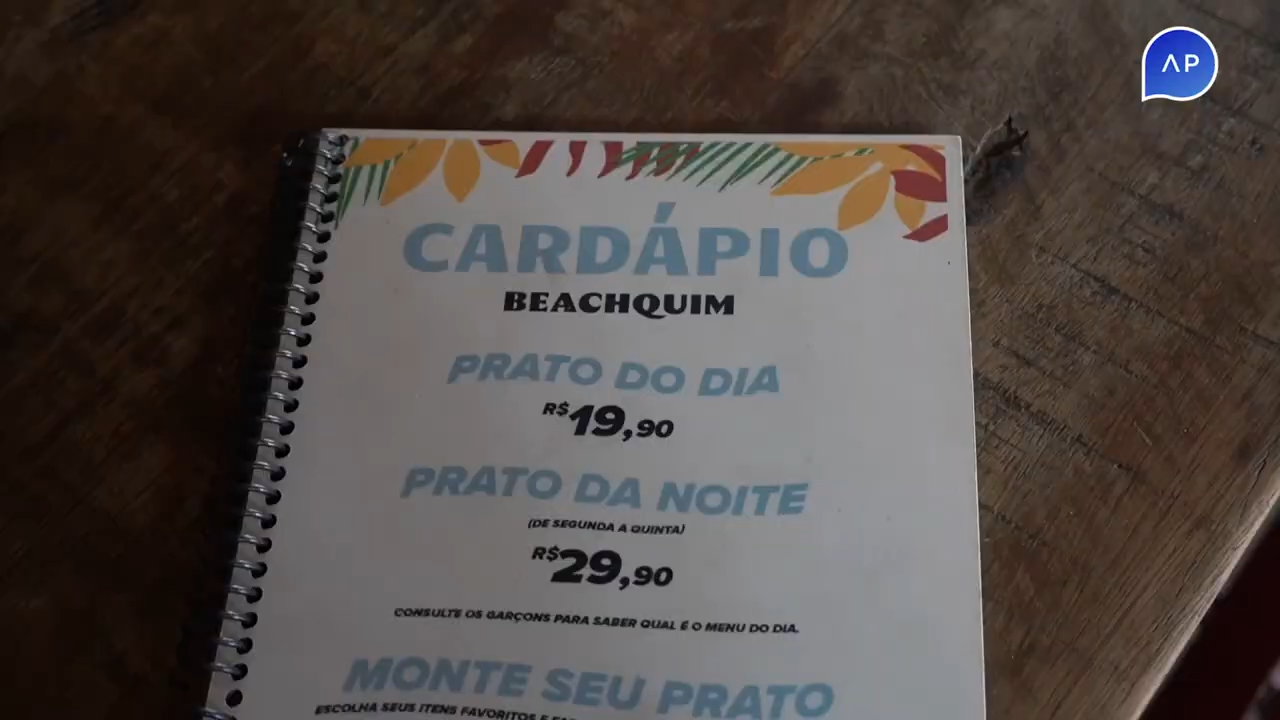 AP
CARDÁPIO
BEACHQUIM
PRATO DO DIA
R$19,90
PRATO DA NOITE
(DE SEGUNDA A QUINTA)
R$29,90
CONSULTE OS GARÇONS PARA SABER QUAL É O MENU DO DIA.
MONTE SEU PRATO
ESCOLHA SEUS ITENS FAVORITOS E